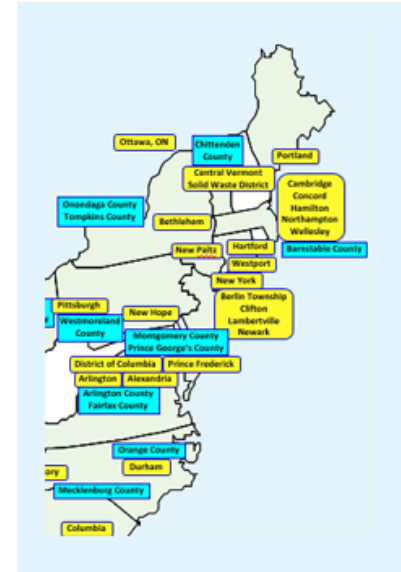 Ottawa, ON
Chittenden
County
Portland
Central Vermont
Solid Waste District
Cambridge
Concord
Hamilton
Northampton
Wellesley
Onondaga County
Tompkins County
Bethlehem
New Paltz
Hartford
Barnstable County
Westport
New York
Berlin Township
Clifton
Lambertville
Newark
Pittsburgh
New Hope
Westmoreland
County
Montgomery County
Prince George's County
District of Columbia
Prince Frederick
Arlington
Alexandria
Arlington County
Fairfax County
Orange County
Durham
ory
Mecklenburg County
Columbia